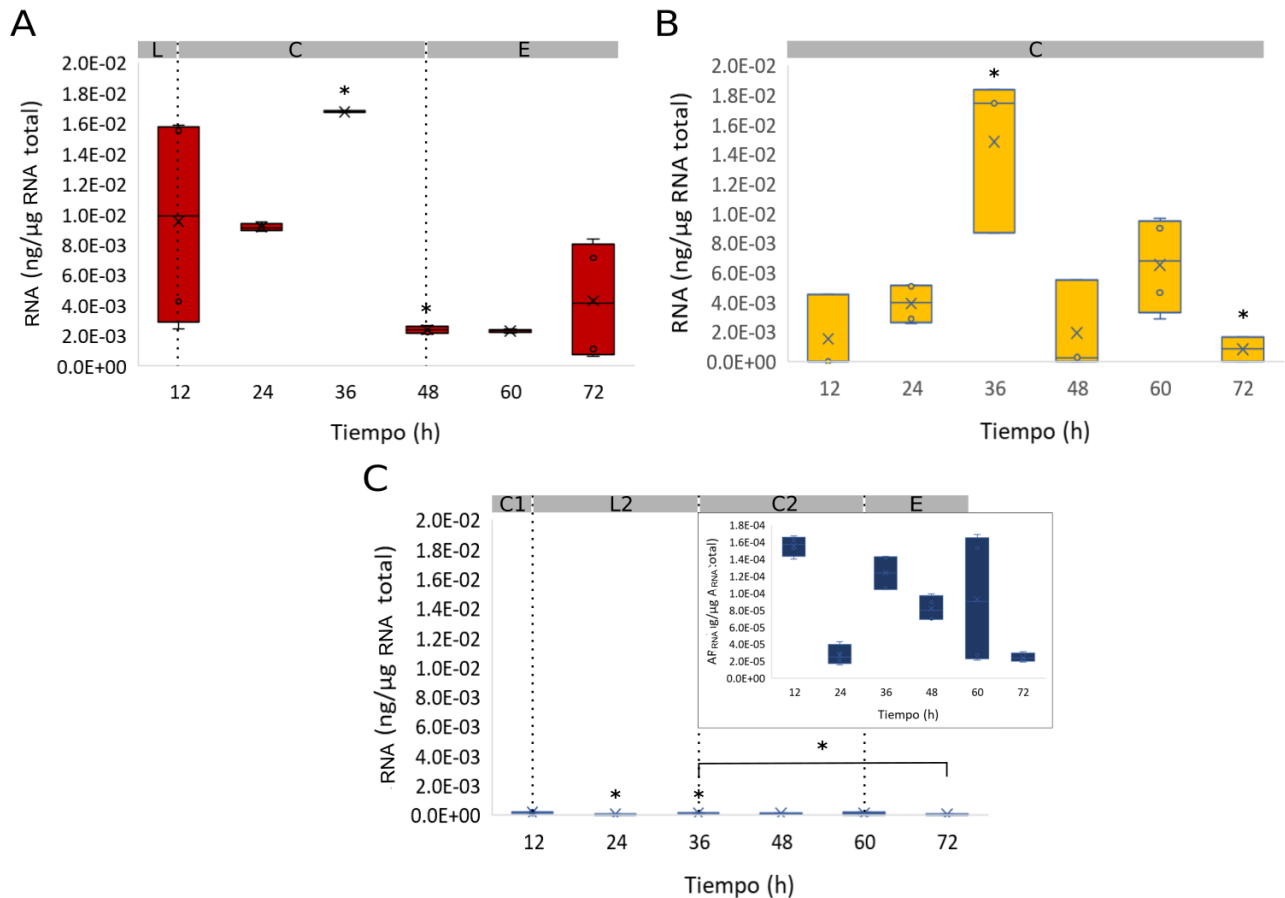 A
L C E
2.0E-02
1.8E-02
1.6E-02
1.4E-02
1.2E-02
1.0E-02
8.0E-03
6.0E-03
4.0E-03
2.0E-03
0.0E+00
RNA (ng/µg RNA total)
*
*
12 24 36 48 60 72
Tiempo (h)
B
C
2.0E-02
1.8E-02
1.6E-02
1.4E-02
1.2E-02
1.0E-02
8.0E-03
6.0E-03
4.0E-03
2.0E-03
0.0E+00
RNA (ng/µg RNA total)
*
*
12 24 36 48 60 72
Tiempo (h)
C
C1 L2 C2 E
2.0E-02
1.8E-02
1.6E-02
1.4E-02
1.2E-02
1.0E-02
8.0E-03
6.0E-03
4.0E-03
2.0E-03
0.0E+00
RNA (ng/µg RNA total)
*
* *
12 24 36 48 60 72
Tiempo (h)
1.8E-04
1.6E-04
1.4E-04
1.2E-04
1.0E-04
8.0E-05
6.0E-05
4.0E-05
2.0E-05
0.0E+00
12 24 36 48 60 72
Tiempo (h)